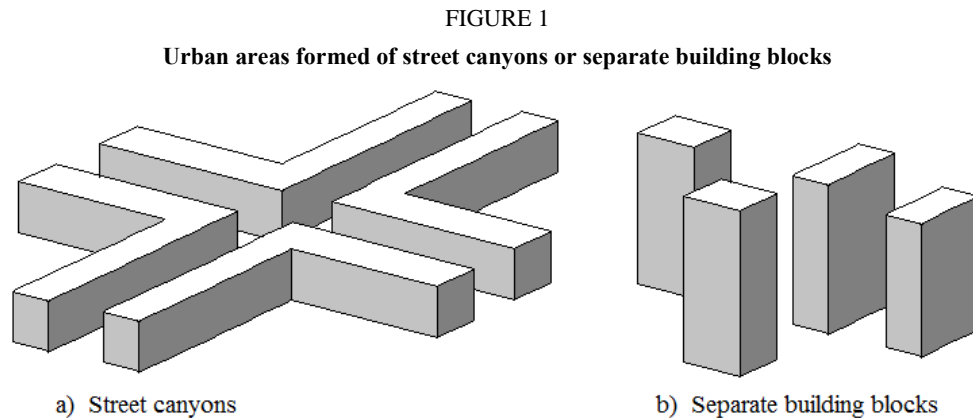 FIGURE 1
Urban areas formed of street canyons or separate building blocks
a) Street canyons
b) Separate building blocks